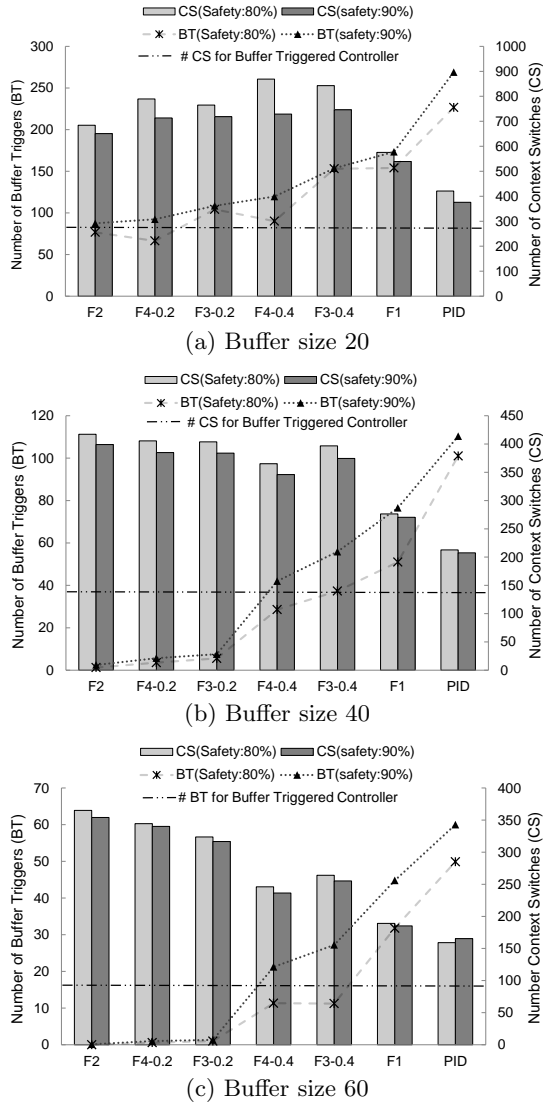 CS(Safety:80%) CS(safety:90%)
BT(Safety:80%) BT(safety:90%)
# CS for Buffer Triggered Controller
Number of Buffer Triggers (BT)
300
250
200
150
100
50
0
1000
900
800
700
600
500
400
300
200
100
0
Number of Context Switches (CS)
F2 F4-0.2 F3-0.2 F4-0.4 F3-0.4 F1 PID
(a) Buffer size 20
CS(Safety:80%) CS(safety:90%)
BT(Safety:80%) BT(safety:90%)
# CS for Buffer Triggered Controller
Number of Buffer Triggers (BT)
120
100
80
60
40
20
0
450
400
350
300
250
200
150
100
50
0
Number of Context Switches (CS)
F2 F4-0.2 F3-0.2 F4-0.4 F3-0.4 F1 PID
(b) Buffer size 40
CS(Safety:80%) CS(safety:90%)
BT(Safety:80%) BT(safety:90%)
# BT for Buffer Triggered Controller
Number of Buffer Triggers (BT)
70
60
50
40
30
20
10
0
400
350
300
250
200
150
100
50
0
Number of Context Switches (CS)
F2 F4-0.2 F3-0.2 F4-0.4 F3-0.4 F1 PID
(c) Buffer size 60